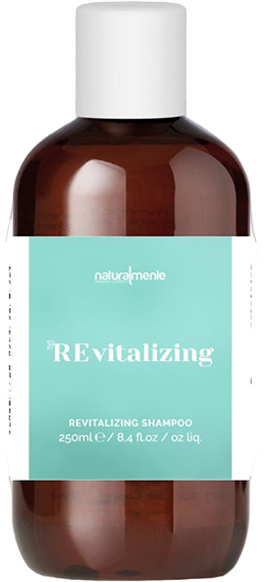 naturalmente
REvitalizing
REVITALIZING SHAMPOO
250ml ℮ / 8,4 fl.oz / oz liq.